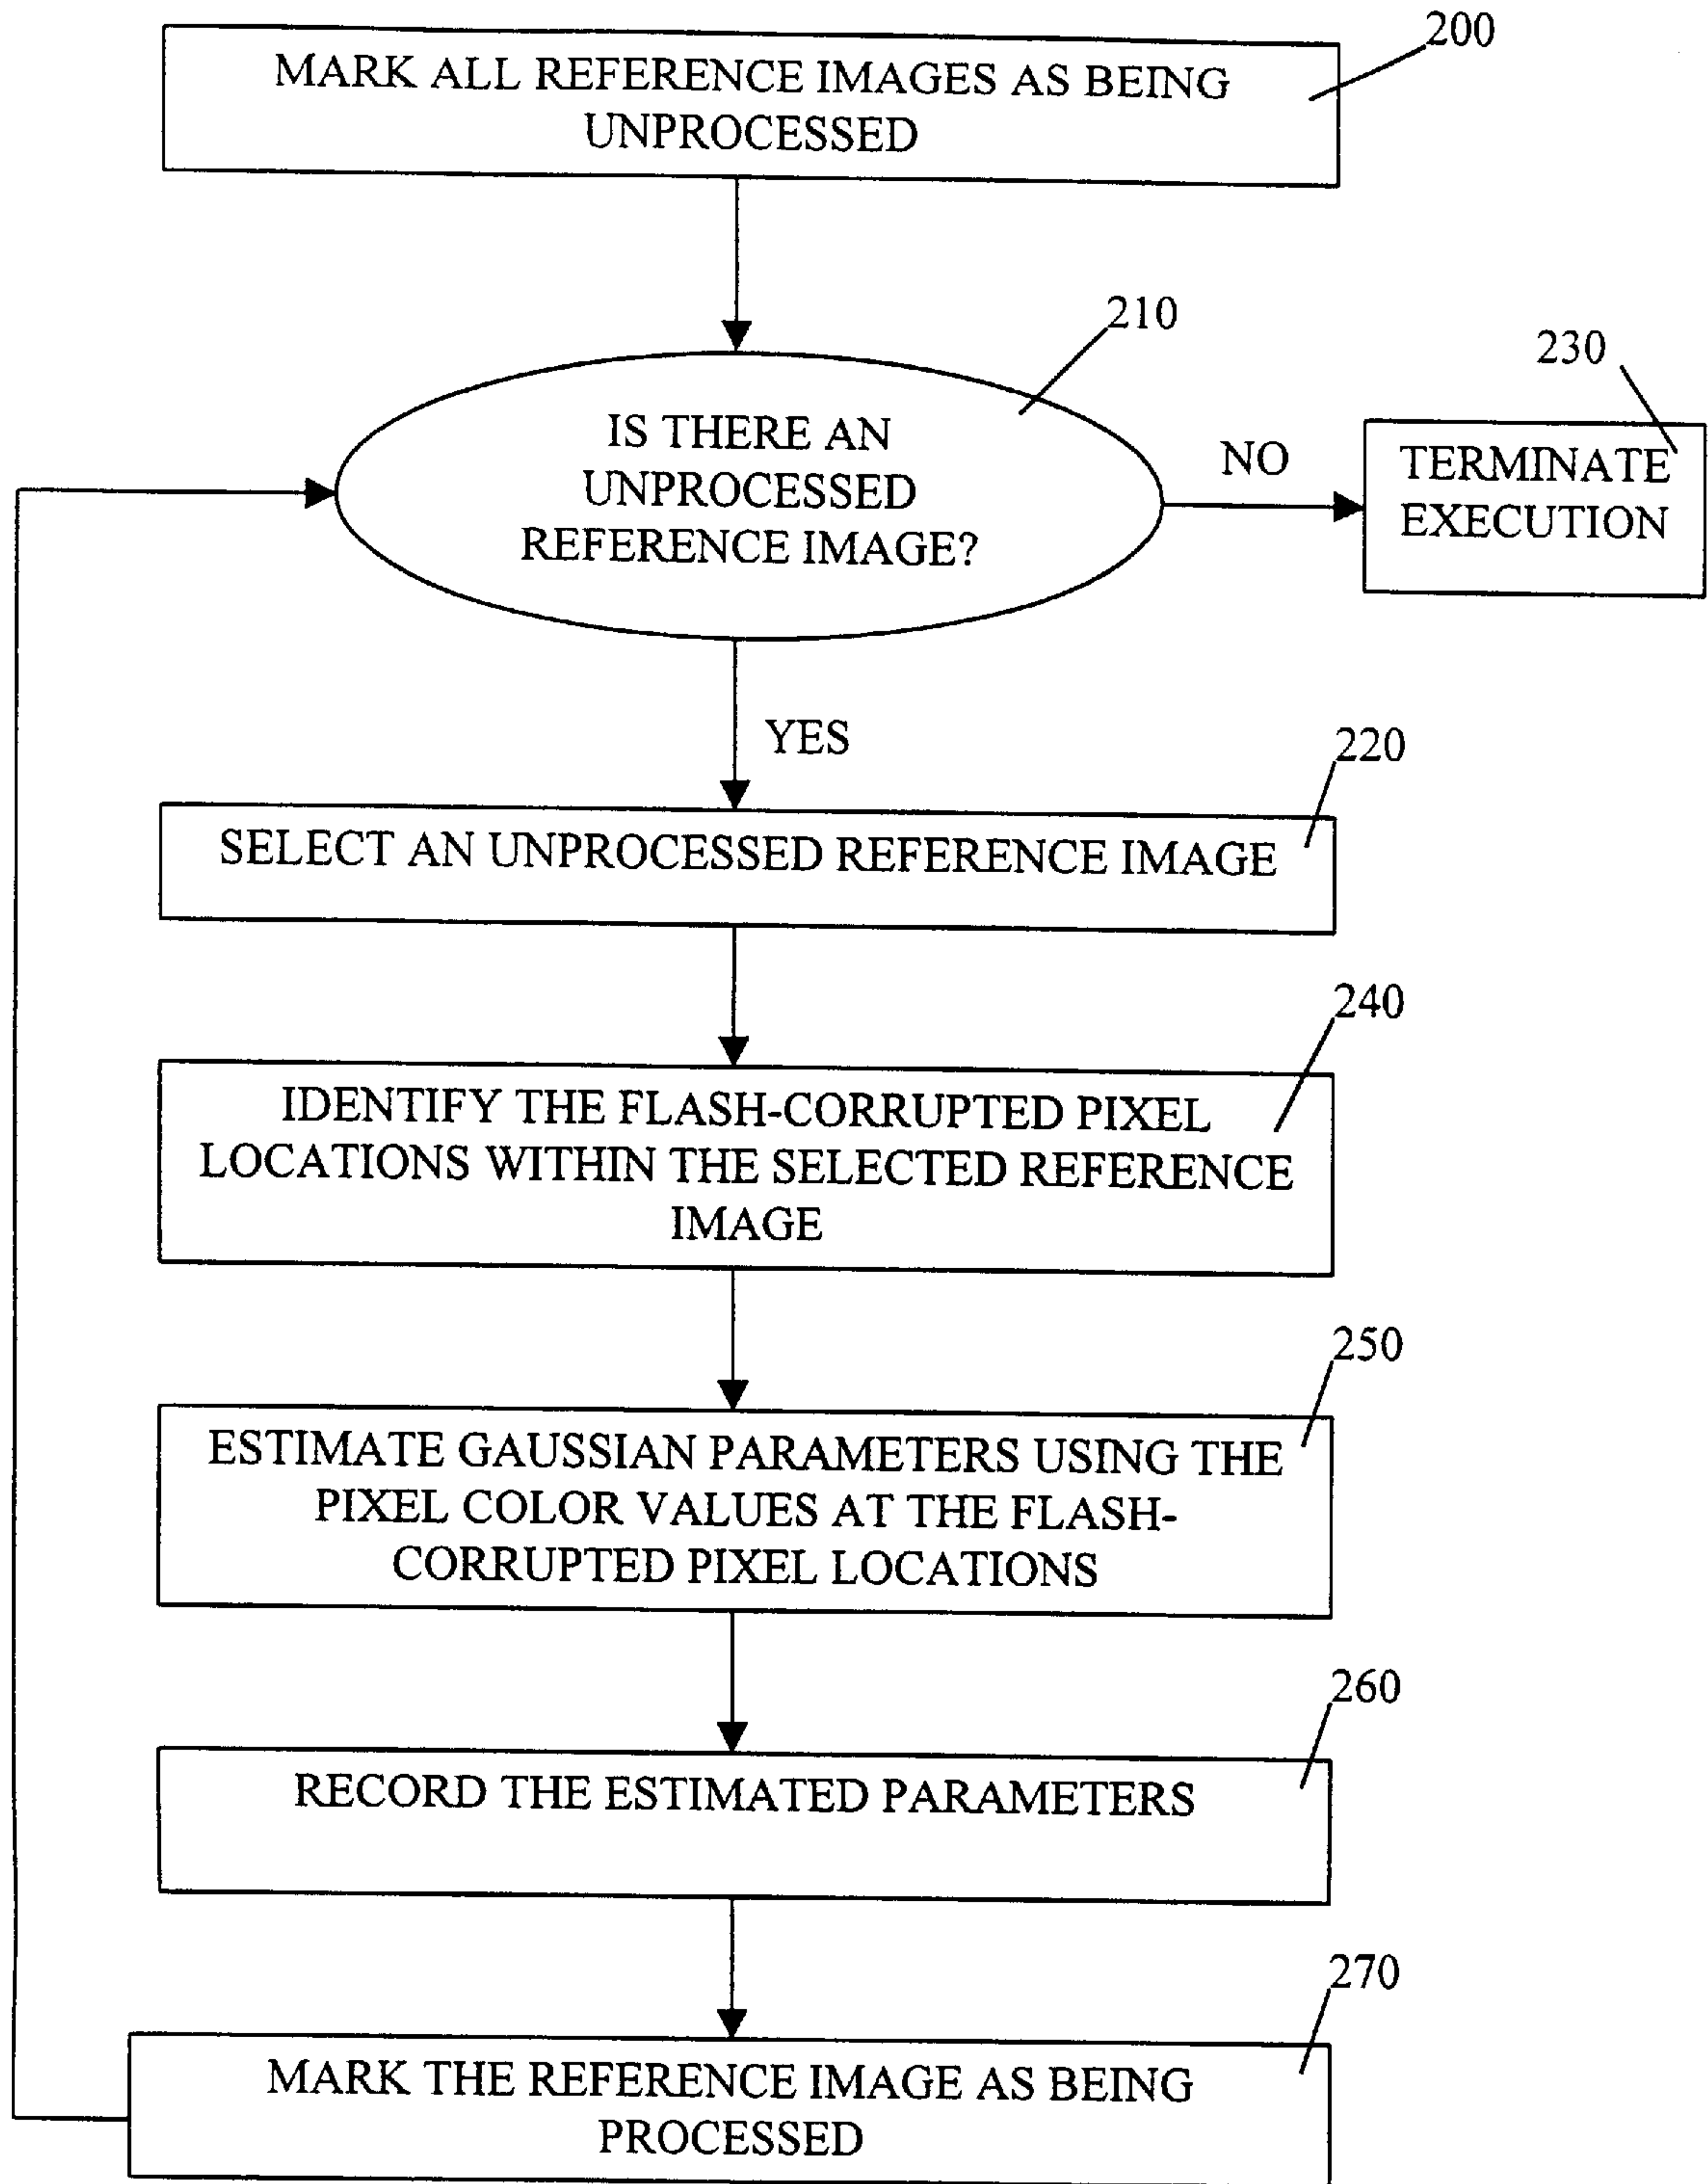 200
MARK ALL REFERENCE IMAGES AS BEING
UNPROCESSED
210
230
IS THERE AN
UNPROCESSED
REFERENCE IMAGE?
NO
TERMINATE
EXECUTION
YES
220
SELECT AN UNPROCESSED REFERENCE IMAGE
240
IDENTIFY THE FLASH-CORRUPTED PIXEL
LOCATIONS WITHIN THE SELECTED REFERENCE
IMAGE
250
ESTIMATE GAUSSIAN PARAMETERS USING THE
PIXEL COLOR VALUES AT THE FLASH-
CORRUPTED PIXEL LOCATIONS
260
RECORD THE ESTIMATED PARAMETERS
270
MARK THE REFERENCE IMAGE AS BEING
PROCESSED